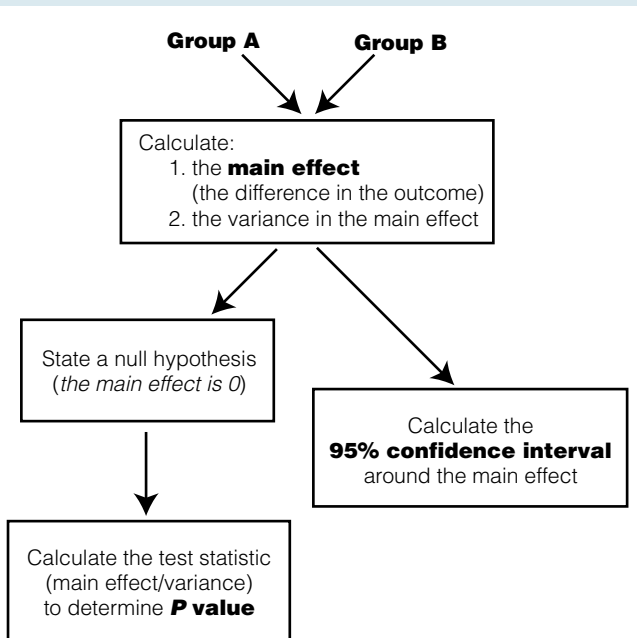 Group A
Group B
Calculate:
1. the main effect
(the difference in the outcome)
2. the variance in the main effect
State a null hypothesis
(the main effect is 0)
Calculate the
95% confidence interval
around the main effect
Calculate the test statistic
(main effect/variance)
to determine P value